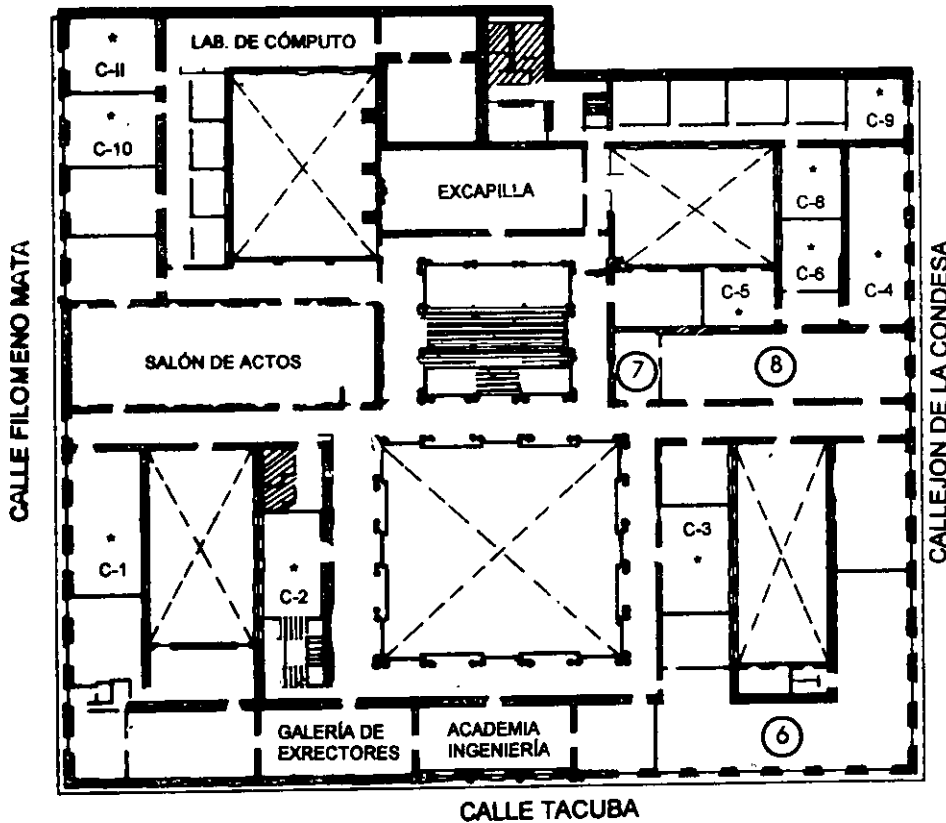 LAB. DE CÓMPUTO
*
C-II
*
C-10
*
C-9
EXCAPILLA
*
C-8
*
C-6
*
C-4
C-5
*
CALLE FILOMENO MATA
SALÓN DE ACTOS
7
8
CALLEJON DE LA CONDESA
*
C-1
*
C-2
C-3
*
GALERÍA DE
EXRECTORES
ACADEMIA
INGENIERÍA
6
CALLE TACUBA